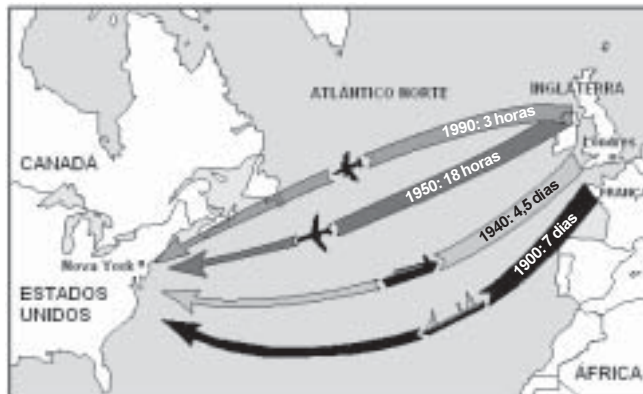 ATLÂNTICO NORTE
INGLATERRA
1990: 3 horas
Londres
CANADÁ
1950: 18 horas
FRANÇ
1940: 4,5 dias
1900: 7 dias
Nova York
ESTADOS
UNIDOS
ÁFRICA